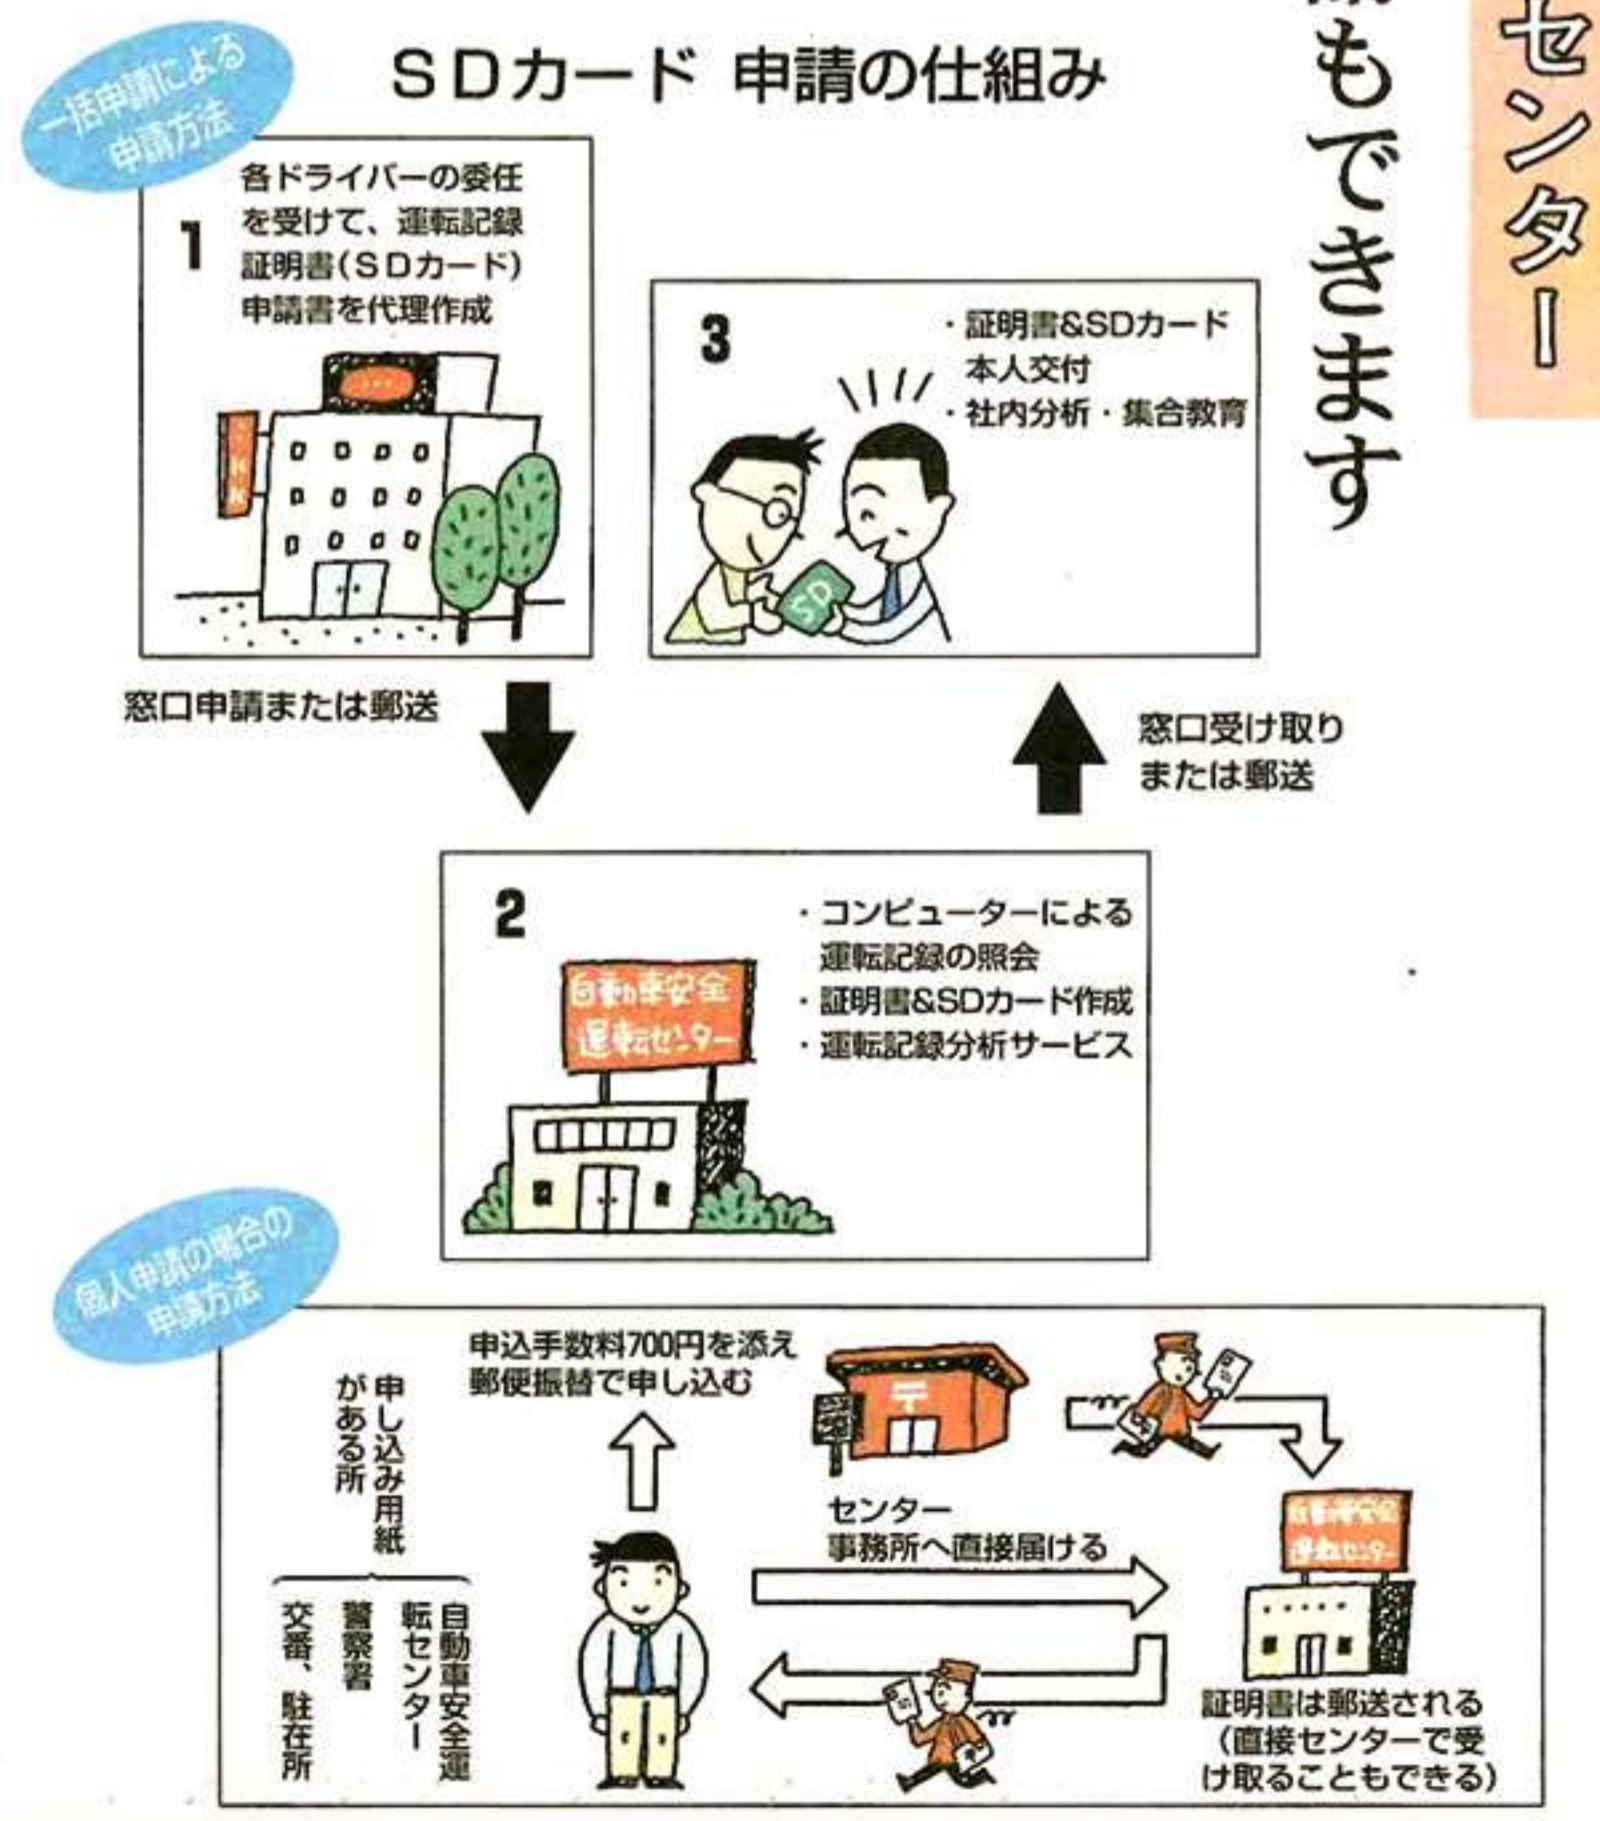 センター
もできます
SDカード 申請の仕組み
一括申請による
申請方法
1
各ドライバーの委任
を受けて、運転記録
証明書(SDカード)
申請書を代理作成
窓口申請または郵送
2
・コンピューターによる
運転記録の照会
・証明書&SDカード作成
・運転記録分析サービス
自動車安全
運転センター
窓口受け取り
または郵送
3
・証明書&SDカード
本人交付
・社内分析・集合教育
SD
個人申請の場合の
申請方法
申し込み用紙
がある所
自動車安全運
転センター
警察署
交番、駐在所
申込手数料700円を添え
郵便振替で申し込む
〒
センター
事務所へ直接届ける
自動車安全
運転センター
証明書は郵送される
(直接センターで受
け取ることもできる)